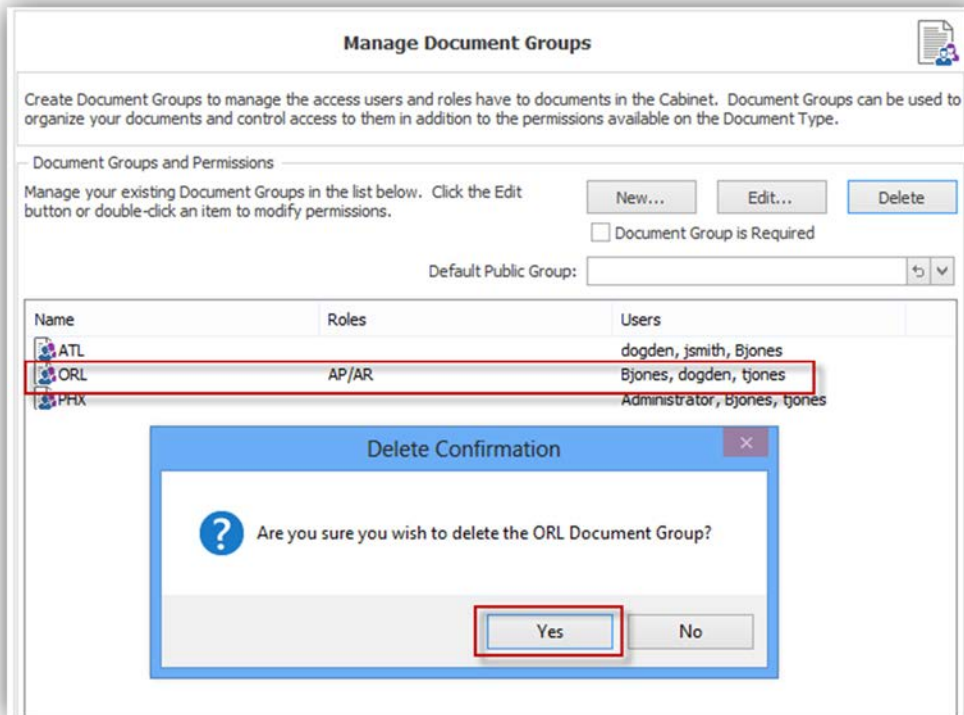 Manage Document Groups
Create Document Groups to manage the access users and roles have to documents in the Cabinet. Document Groups can be used to
organize your documents and control access to them in addition to the permissions available on the Document Type.
Document Groups and Permissions
Manage your existing Document Groups in the list below. Click the Edit
button or double-click an item to modify permissions.
New... Edit... Delete
Document Group is Required
Default Public Group:
Name Roles Users
ATL dogden, jsmith, Bjones
ORL AP/AR Bjones, dogden, tjones
PHX Administrator, Bjones, tjones
Delete Confirmation
Are you sure you wish to delete the ORL Document Group?
Yes No